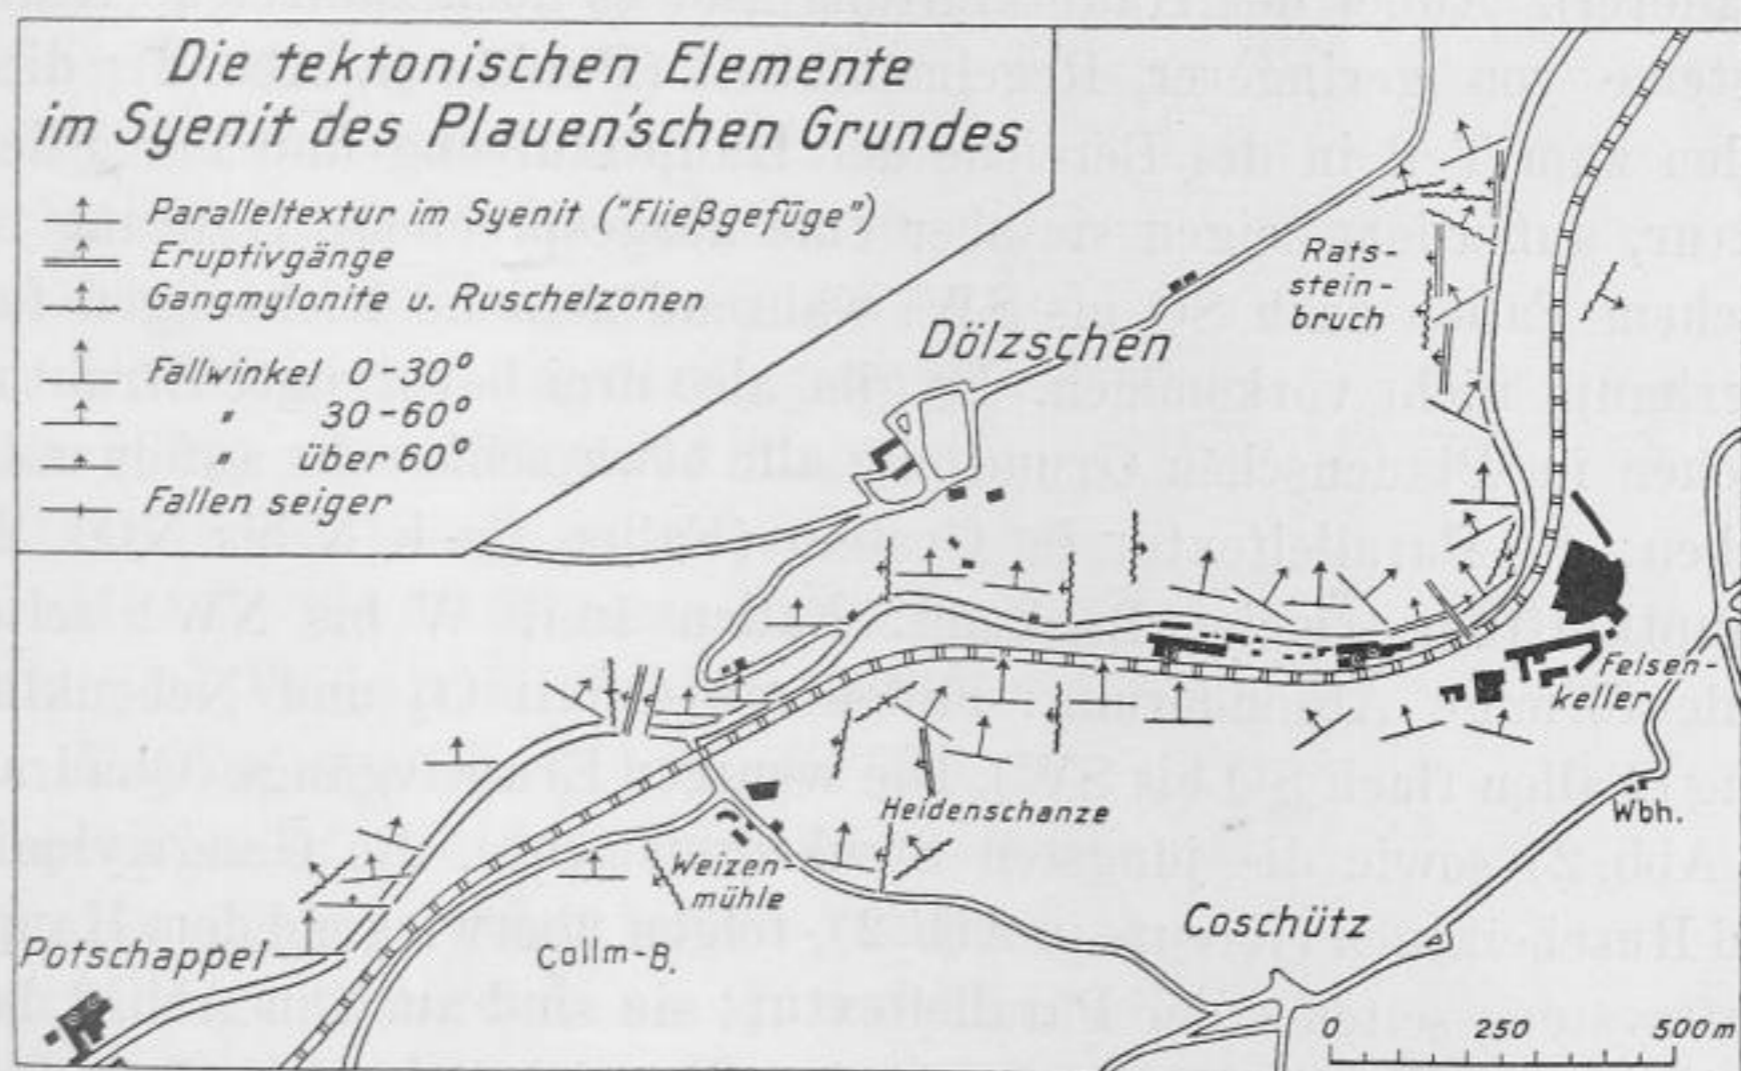 Die tektonischen Elemente
im Syenit des Plauen'schen Grundes
Paralleltextur im Syenit ("Fließgefüge")
Eruptivgänge
Gangmylonite u. Ruschelzonen
Fallwinkel 0-30°
" 30-60°
" über 60°
Fallen seiger
Rats-
stein-
bruch
Dölzschen
Felsen-
keller
Heidenschanze
Wbh.
Weizen-
mühle
Coschütz
Potschappel
Collm-B.
0 250 500m